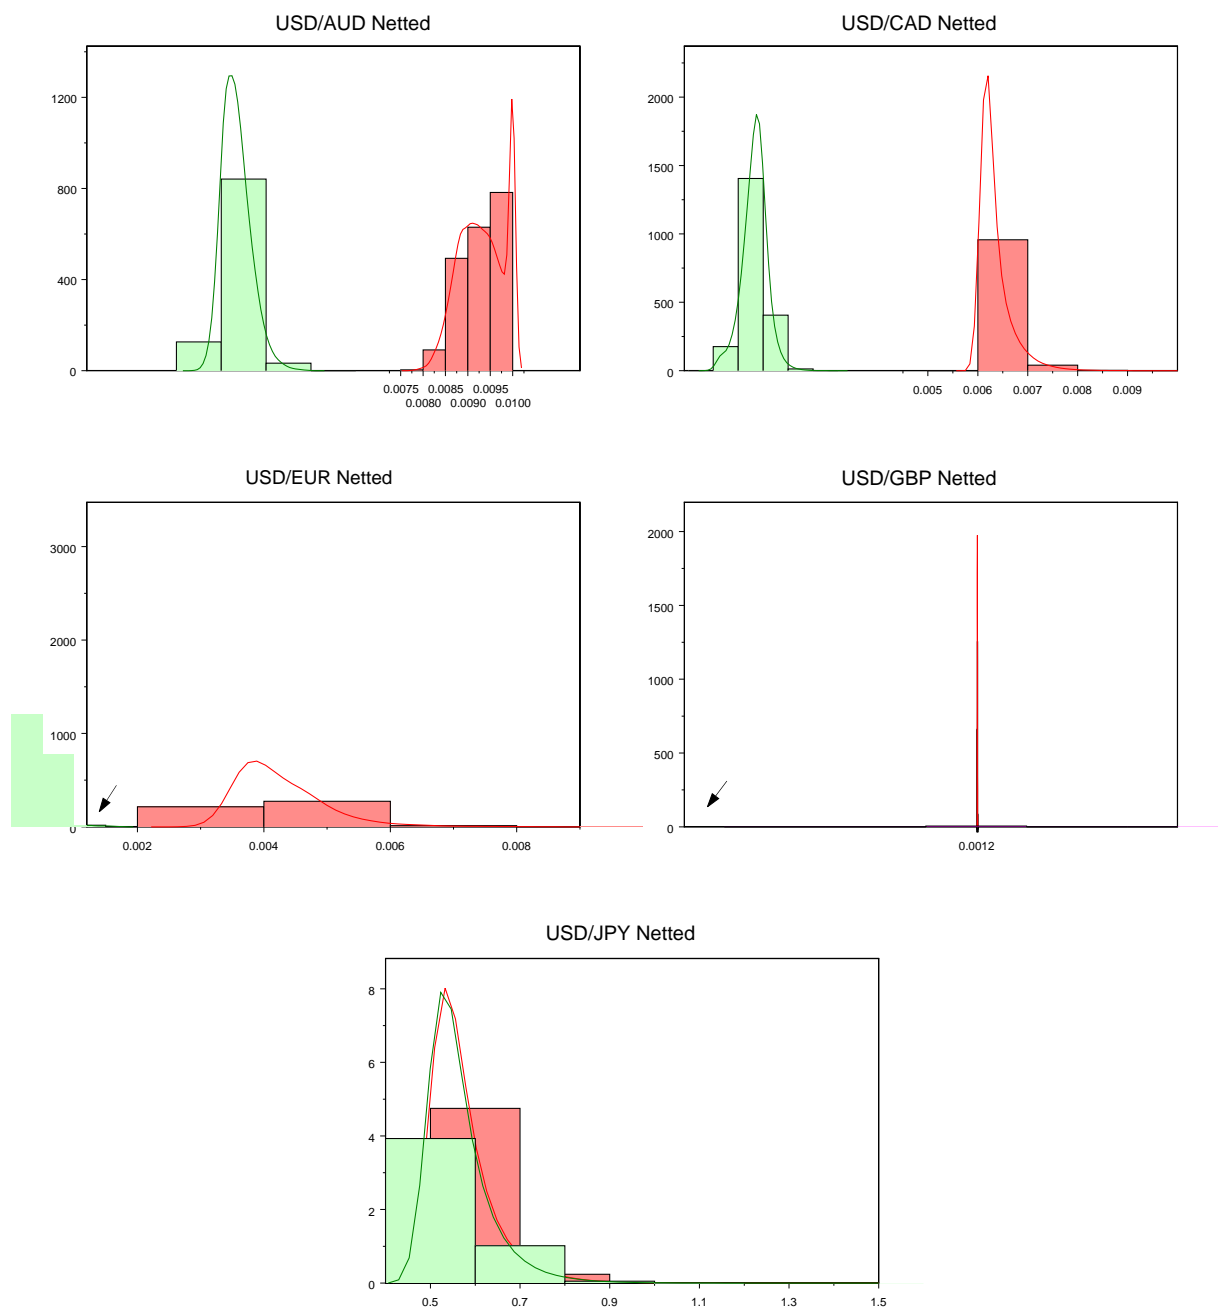 USD/AUD Netted
USD/CAD Netted
1200
800
400
0
0.0075 0.0085 0.0095
0.0080 0.0090 0.0100
2000
1500
1000
500
0
0.005 0.006 0.007 0.008 0.009
USD/EUR Netted
USD/GBP Netted
3000
2000
1000
0
0.002 0.004 0.006 0.008
2000
1500
1000
500
0
0.0012
USD/JPY Netted
8
6
4
2
0
0.5 0.7 0.9 1.1 1.3 1.5